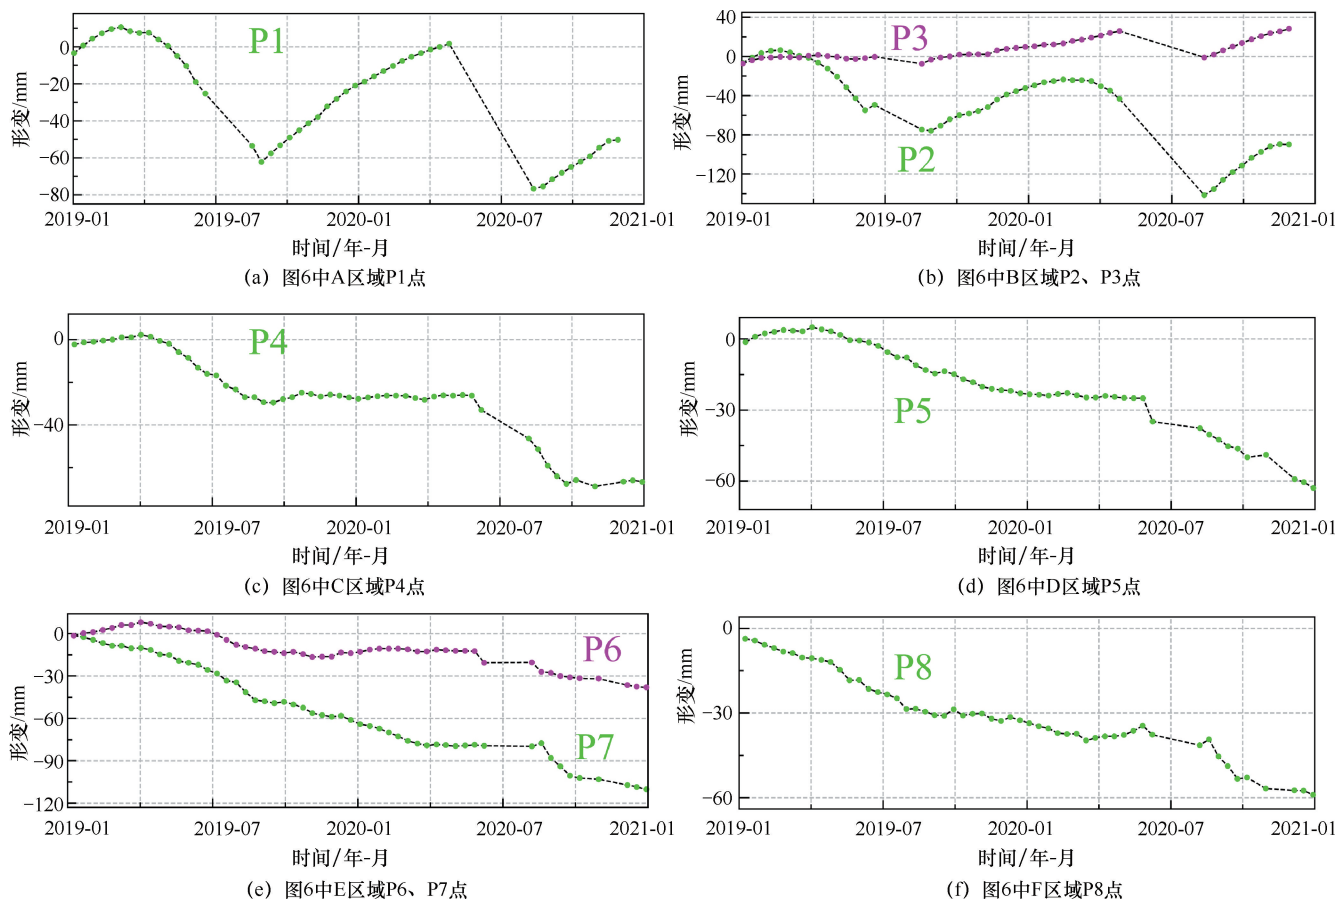 0
−20
−40
−60
−80
形变/mm
P1
2019-01
2019-07
2020-01
2020-07
2021-01
时间/年-月
(a) 图6中A区域P1点
40
0
−40
−80
−120
形变/mm
P3
P2
2019-01
2019-07
2020-01
2020-07
2021-01
时间/年-月
(b) 图6中B区域P2、P3点
0
−40
形变/mm
P4
2019-01
2019-07
2020-01
2020-07
2021-01
时间/年-月
(c) 图6中C区域P4点
0
−30
−60
形变/mm
P5
2019-01
2019-07
2020-01
2020-07
2021-01
时间/年-月
(d) 图6中D区域P5点
0
−30
−60
−90
−120
形变/mm
P6
P7
2019-01
2019-07
2020-01
2020-07
2021-01
时间/年-月
(e) 图6中E区域P6、P7点
0
−30
−60
形变/mm
P8
2019-01
2019-07
2020-01
2020-07
2021-01
时间/年-月
(f) 图6中F区域P8点